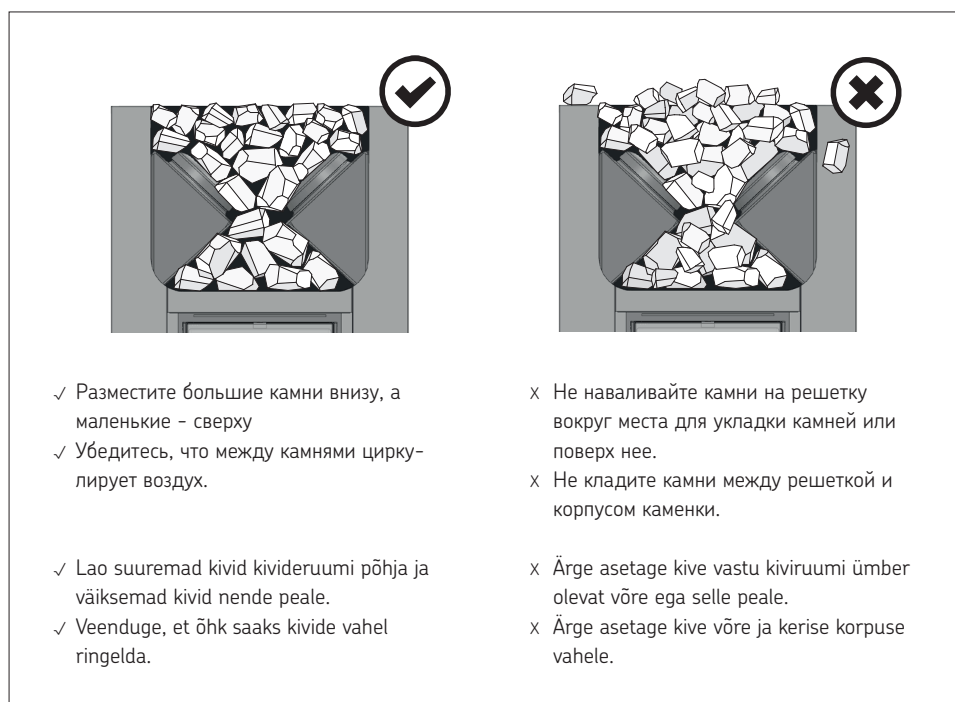 ✓ Разместите большие камни внизу, а
маленькие - сверху
✓ Убедитесь, что между камнями цирку-
лирует воздух.
✓ Lao suuremad kivid kivideruumi põhja ja
väiksemad kivid nende peale.
✓ Veenduge, et õhk saaks kivide vahel
ringelda.
X Не наваливайте камни на решетку
вокруг места для укладки камней или
поверх нее.
X Не кладите камни между решеткой и
корпусом каменки.
X Ärge asetage kive vastu kiviruumi ümber
olevat võre ega selle peale.
X Ärge asetage kive võre ja kerise korpuse
vahele.